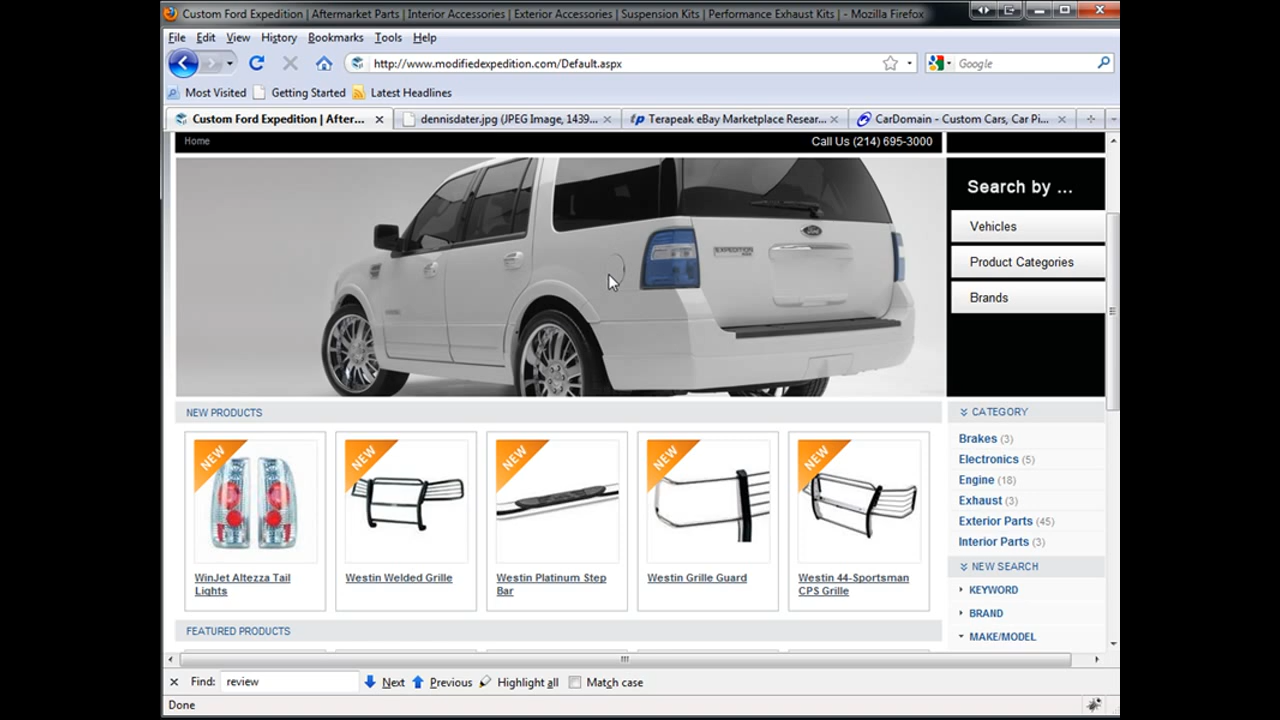 Custom Ford Expedition | Aftermarket Parts | Interior Accessories | Exterior Accessories | Suspension Kits | Performance Exhaust Kits | - Mozilla Firefox
File Edit View History Bookmarks Tools Help
http://www.modifiedexpedition.com/Default.aspx
Google
Most Visited Getting Started Latest Headlines
Custom Ford Expedition | After...
dennisdater.jpg (JPEG Image, 1439...
Terapeak eBay Marketplace Resear...
CarDomain - Custom Cars, Car Pi...
Home
Call Us (214) 695-3000
Search by ...
Vehicles
Product Categories
Brands
Ford
EXPEDITION
NEW PRODUCTS
NEW
NEW
NEW
NEW
NEW
WinJet Altezza Tail
Lights
Westin Welded Grille
Westin Platinum Step
Bar
Westin Grille Guard
Westin 44-Sportsman
CPS Grille
FEATURED PRODUCTS
CATEGORY
Brakes (3)
Electronics (5)
Engine (18)
Exhaust (3)
Exterior Parts (45)
Interior Parts (3)
NEW SEARCH
KEYWORD
BRAND
MAKE/MODEL
Find: review Next Previous Highlight all Match case
Done